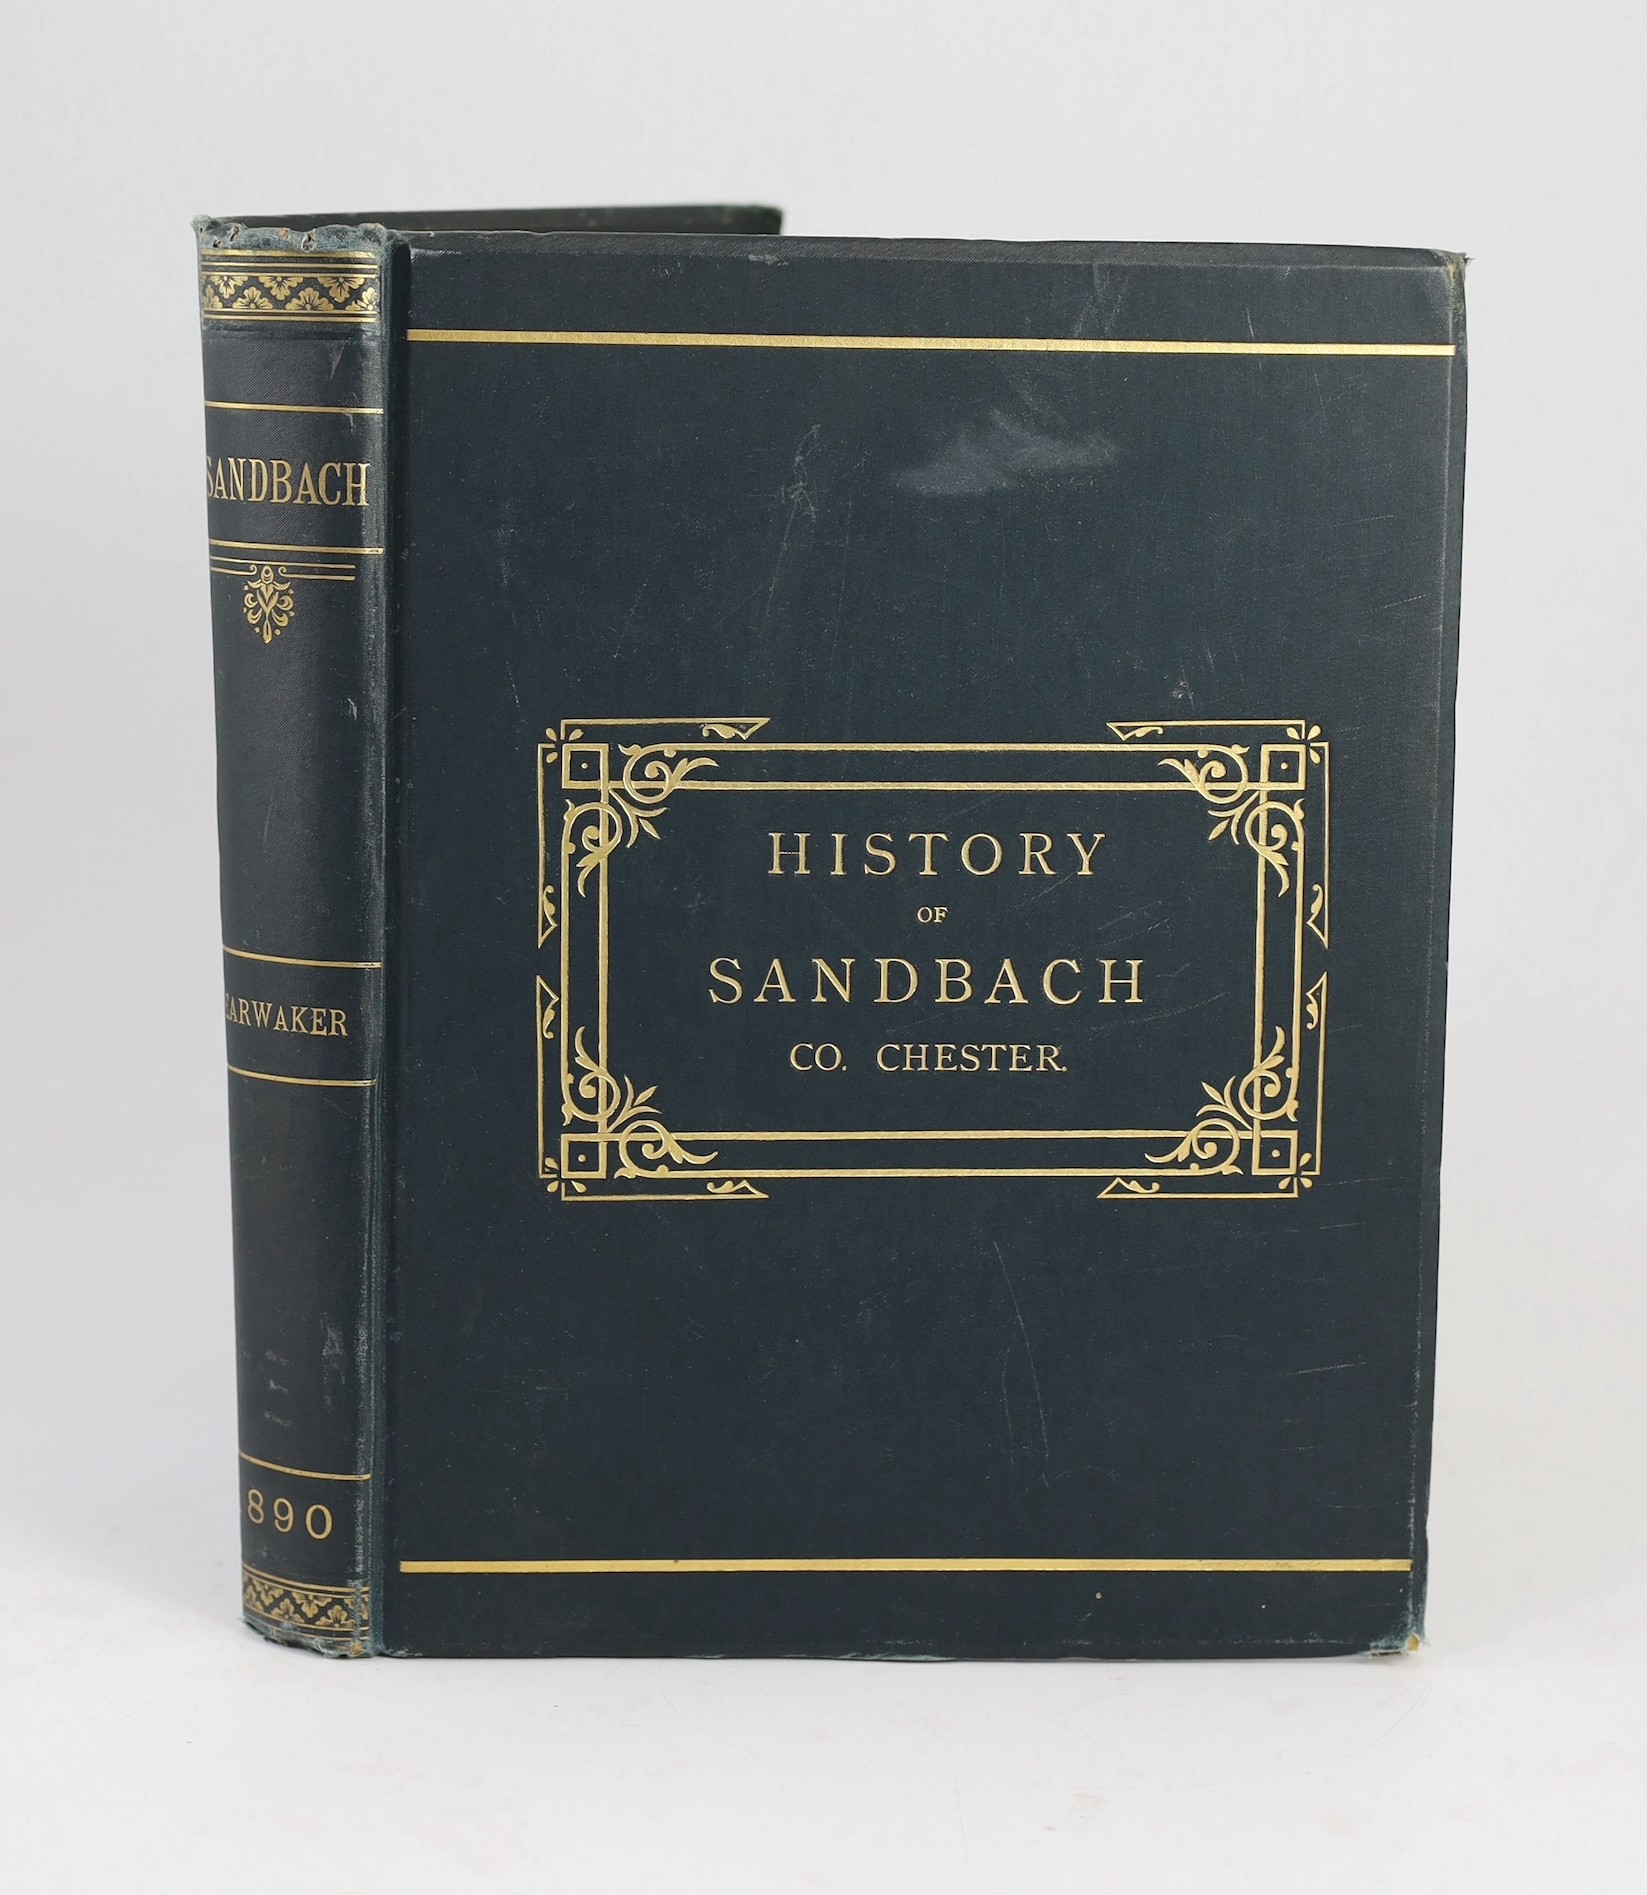 SANDBACH
EARWAKER
890
HISTORY
OF
SANDBACH
CO. CHESTER.